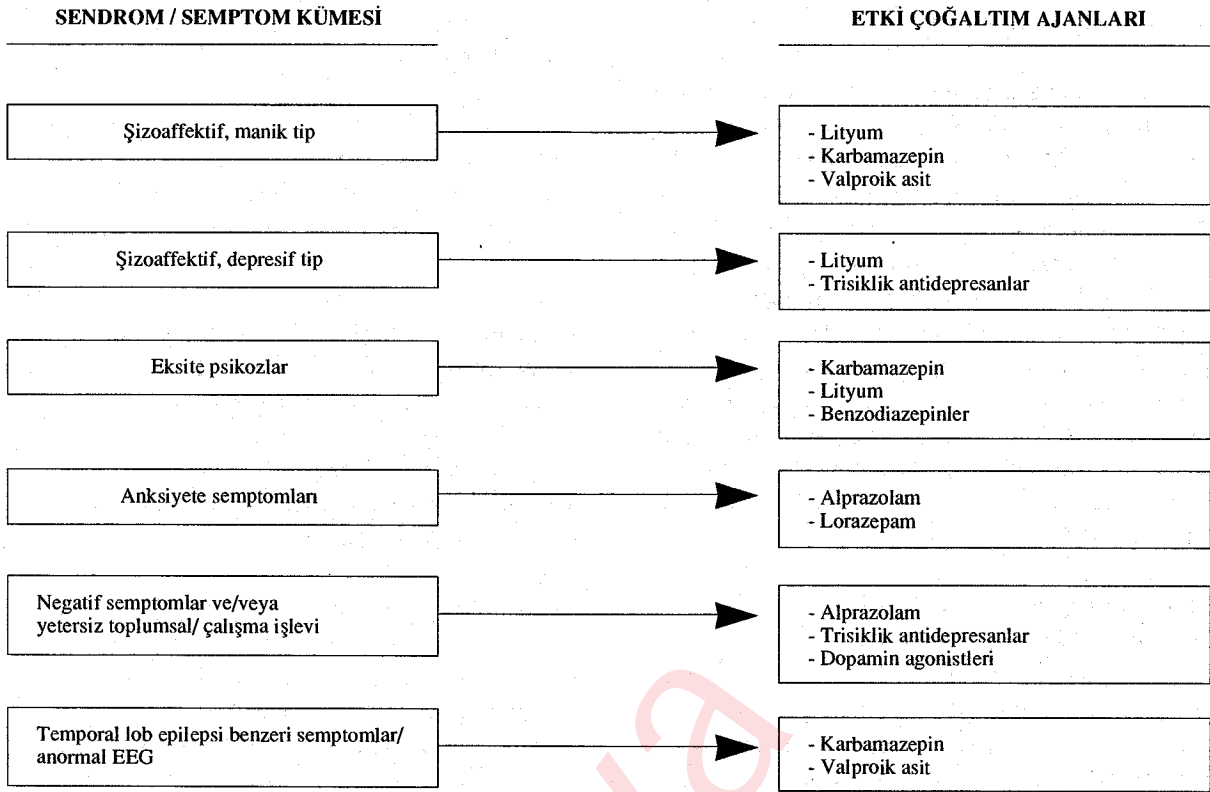 SENDROM / SEMPTOM KÜMESİ
ETKİ ÇOĞALTIM AJANLARI
Şizoaffektif, manik tip
- Lityum
- Karbamazepin
- Valproik asit
Şizoaffektif, depresif tip
- Lityum
- Trisiklik antidepresanlar
Eksite psikozlar
- Karbamazepin
- Lityum
- Benzodiazepinler
Anksiyete semptomları
- Alprazolam
- Lorazepam
Negatif semptomlar ve/veya
yetersiz toplumsal/ çalışma işlevi
- Alprazolam
- Trisiklik antidepresanlar
- Dopamin agonistleri
Temporal lob epilepsi benzeri semptomlar/
anormal EEG
- Karbamazepin
- Valproik asit